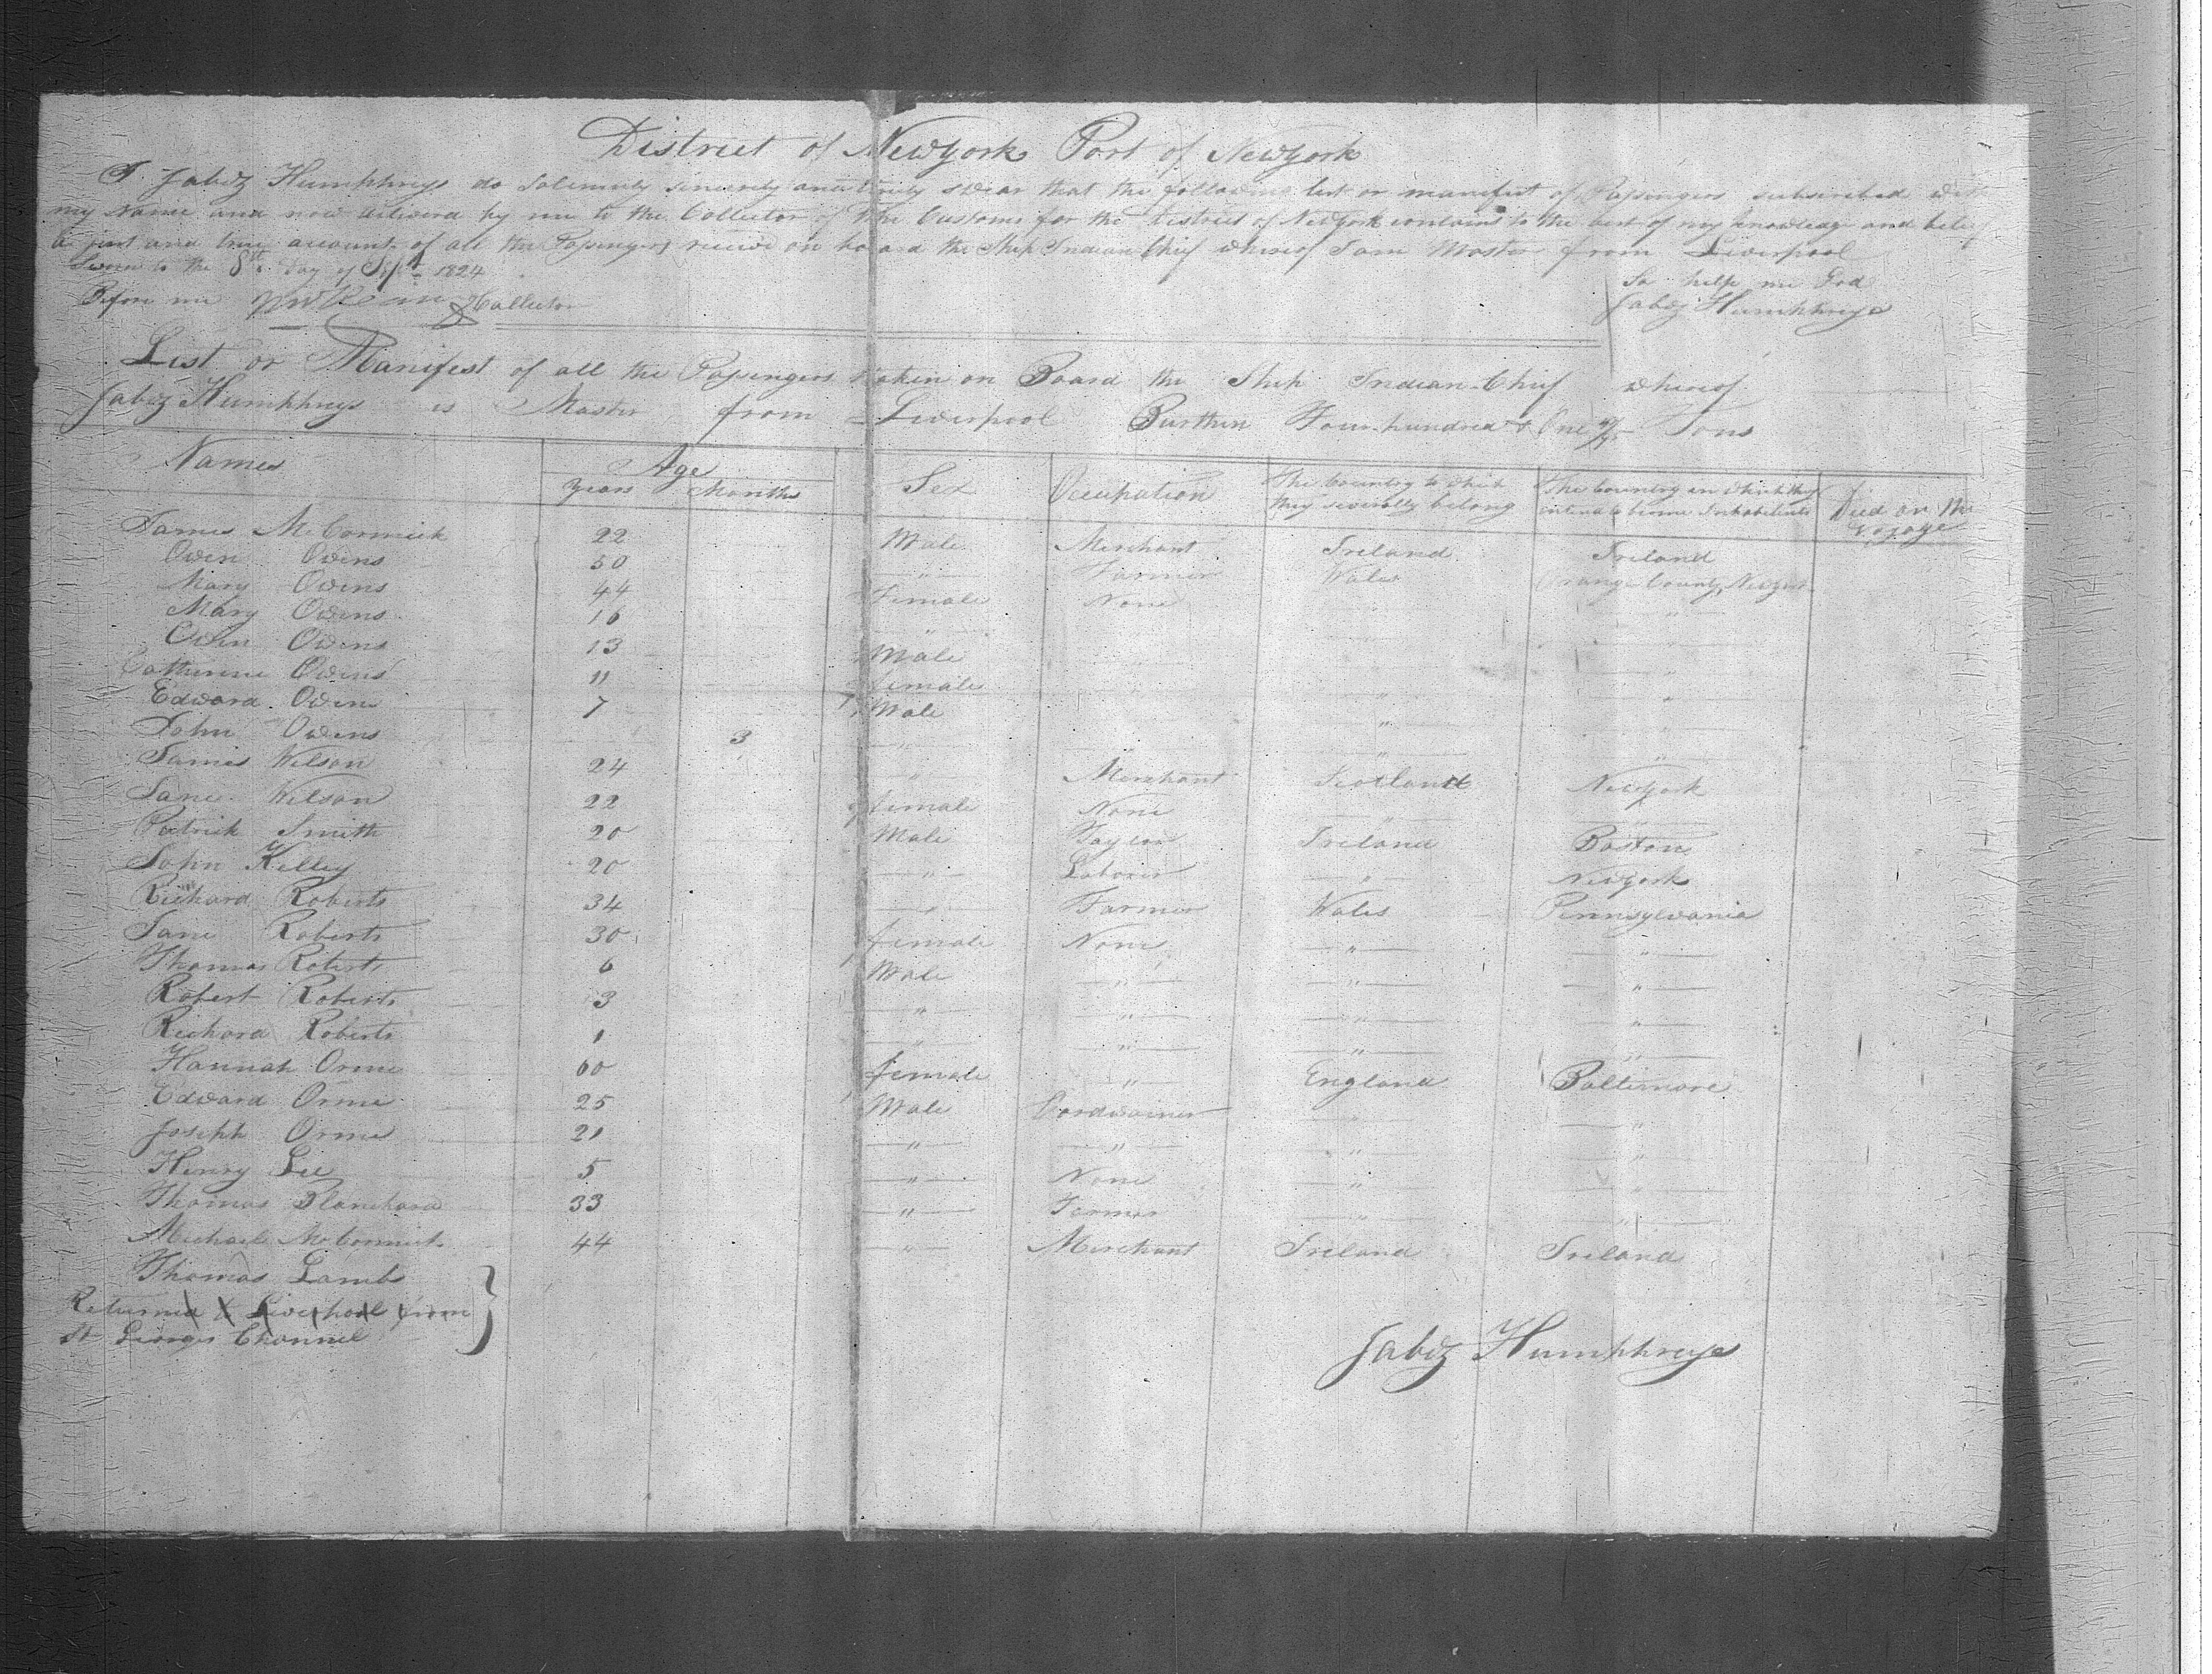 District of Newyork Port of Newyork
I Jabez Humphreys do Solemnly sincerely and truly swear that the following list or manifest of Passengers subscribed with
my Name and now delivered by me to the Collector of the Customs for the District of Newyork contains to the best of my knowledge and belief
a just and true account of all the Passengers received on board the Ship Indian Chief whereof I am Master from Liverpool
Sworn to the 8th day of Sept 1824
So help me God
Before me Collector
Jabez Humphreys
List or Manifest of all the Passengers taken on Board the Ship Indian Chief whereof
Jabez Humphreys is Master from Liverpool Burthen Four hundred & One Tons
Names Age Sex Occupation The Country to which they severally belong The Country in which they intend to become Inhabitants Died on the Voyage
Years Months
James McCormick 22 Male Merchant Ireland Ireland
Owen Owens 50 " Farmer Wales Orange County Newyork
Mary Owens 44 Female None "
Mary Owens 16 "
Owen Owens 13 Male "
Catherine Owens 11 female " "
Edward Owens 7 Male " "
John Owens 3 " " " "
James Wilson 24 " Merchant Scotland Newyork
Jane Wilson 22 female None " "
Patrick Smith 20 Male Taylor Ireland Boston
John Kelley 20 " Laborer " Newyork
Richard Roberts 34 " Farmer Wales Pennsylvania
Jane Roberts 30 female None " "
Thomas Roberts 6 Male " " "
Robert Roberts 3 " " " "
Richard Roberts 1 " " " "
Hannah Orme 60 female " England Baltimore
Edward Orme 25 Male Cordwainer " "
Joseph Orme 21 " " " "
Henry Lee 5 " None " "
Thomas Blanchard 33 " Farmer " "
Michael McCormick 44 " Merchant Ireland Ireland
Thomas Lamb
Returned to Liverpool from
St Georges Channel
Jabez Humphreys